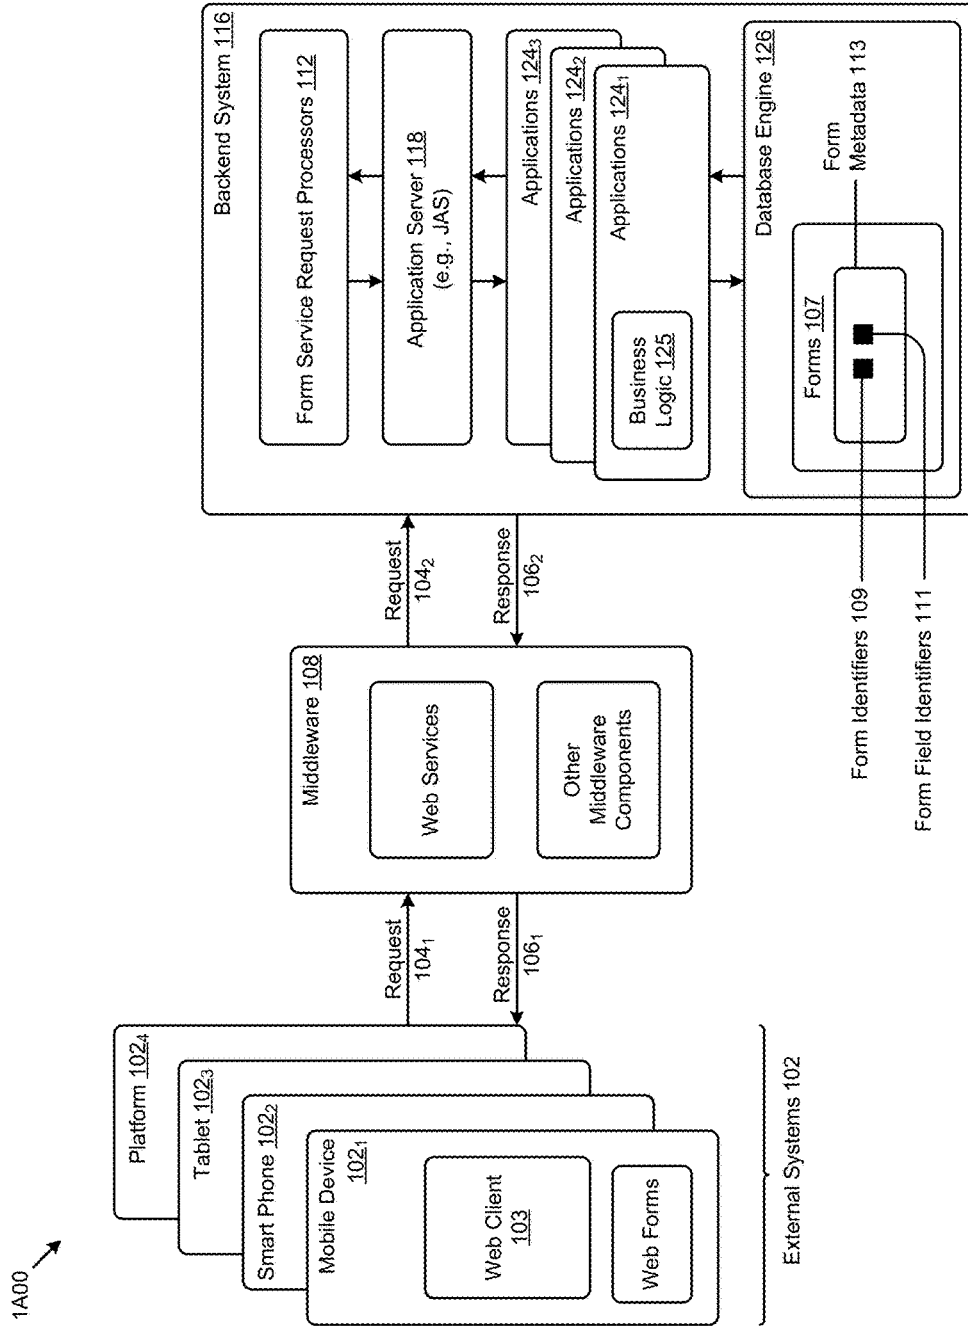 1A00
Platform 102₄
Tablet 102₃
Smart Phone 102₂
Mobile Device
102₁
Web Client
103
Web Forms
External Systems 102
Request
104₁
Response
106₁
Middleware 108
Web Services
Other
Middleware
Components
Request
104₂
Response
106₂
Backend System 116
Form Service Request Processors 112
Application Server 118
(e.g., JAS)
Applications 124₃
Applications 124₂
Applications 124₁
Business
Logic 125
Database Engine 126
Forms 107
Form
Metadata 113
Form Identifiers 109
Form Field Identifiers 111